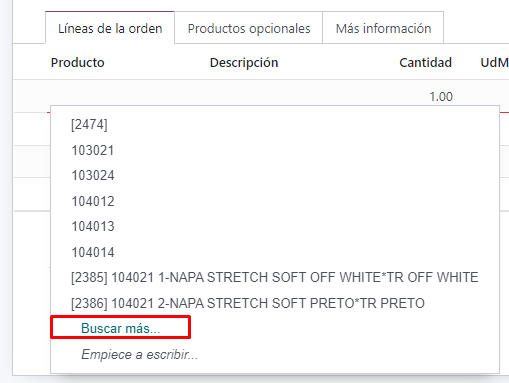 Líneas de la orden
Productos opcionales
Más información
Producto
Descripción
Cantidad
UdM
1.00
[2474]
103021
103024
104012
104013
104014
[2385] 104021 1-NAPA STRETCH SOFT OFF WHITE*TR OFF WHITE
[2386] 104021 2-NAPA STRETCH SOFT PRETO*TR PRETO
Buscar más...
Empiece a escribir...